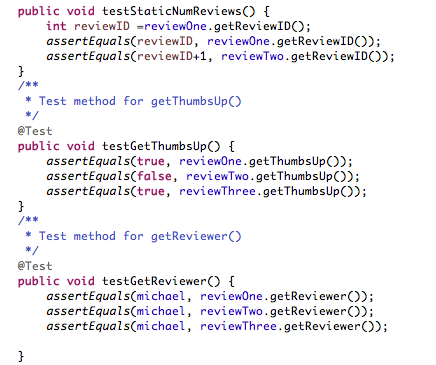 public void testStaticNumReviews() {
int reviewID =reviewOne.getReviewID();
assertEquals(reviewID, reviewOne.getReviewID());
assertEquals(reviewID+1, reviewTwo.getReviewID());
}
/**
* Test method for getThumbsUp()
*/
@Test
public void testGetThumbsUp() {
assertEquals(true, reviewOne.getThumbsUp());
assertEquals(false, reviewTwo.getThumbsUp());
assertEquals(true, reviewThree.getThumbsUp());
}
/**
* Test method for getReviewer()
*/
@Test
public void testGetReviewer() {
assertEquals(michael, reviewOne.getReviewer());
assertEquals(michael, reviewTwo.getReviewer());
assertEquals(michael, reviewThree.getReviewer());
}